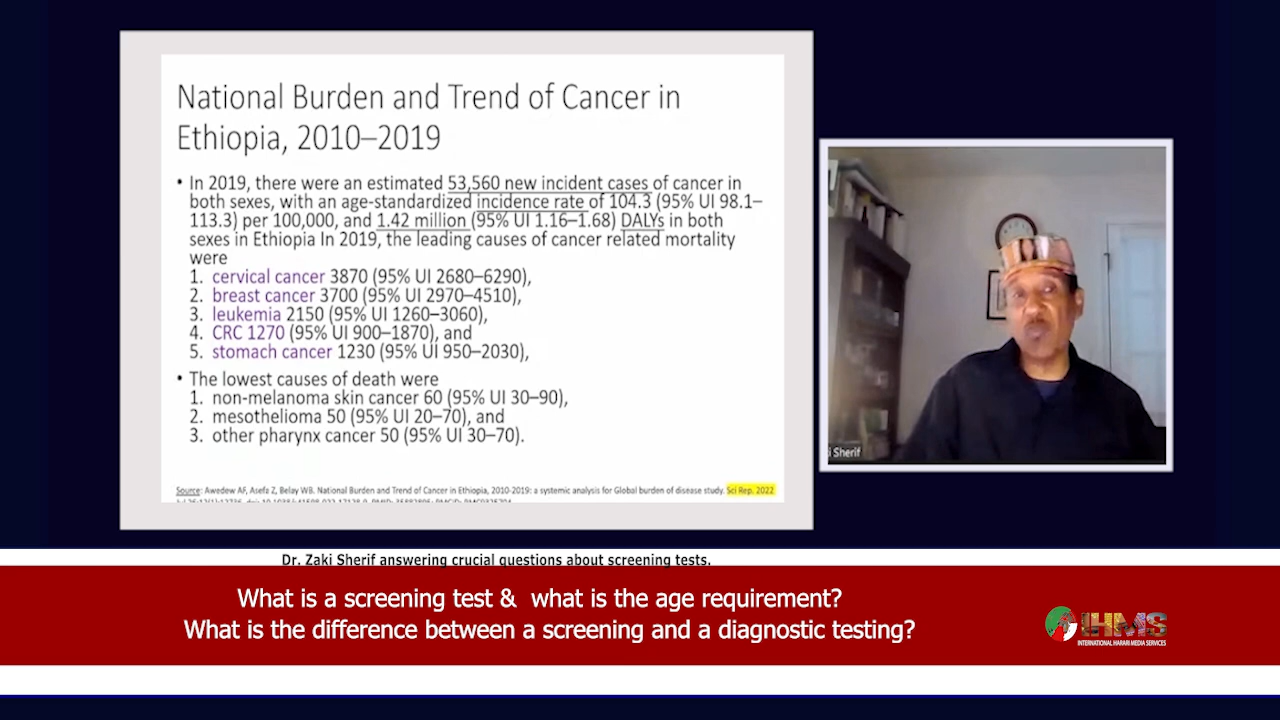 National Burden and Trend of Cancer in
Ethiopia, 2010–2019
• In 2019, there were an estimated 53,560 new incident cases of cancer in
both sexes, with an age-standardized incidence rate of 104.3 (95% UI 98.1–
113.3) per 100,000, and 1.42 million (95% UI 1.16–1.68) DALYs in both
sexes in Ethiopia In 2019, the leading causes of cancer related mortality
were
1. cervical cancer 3870 (95% UI 2680–6290),
2. breast cancer 3700 (95% UI 2970–4510),
3. leukemia 2150 (95% UI 1260–3060),
4. CRC 1270 (95% UI 900–1870), and
5. stomach cancer 1230 (95% UI 950–2030),
• The lowest causes of death were
1. non-melanoma skin cancer 60 (95% UI 30–90),
2. mesothelioma 50 (95% UI 20–70), and
3. other pharynx cancer 50 (95% UI 30–70).
Source: Awedew AF, Asefa Z, Belay WB. National Burden and Trend of Cancer in Ethiopia, 2010-2019: a systemic analysis for Global burden of disease study. Sci Rep. 2022
i Sherif
Dr. Zaki Sherif answering crucial questions about screening tests.
What is a screening test & what is the age requirement?
What is the difference between a screening and a diagnostic testing?
IHMS
INTERNATIONAL HARARI MEDIA SERVICES